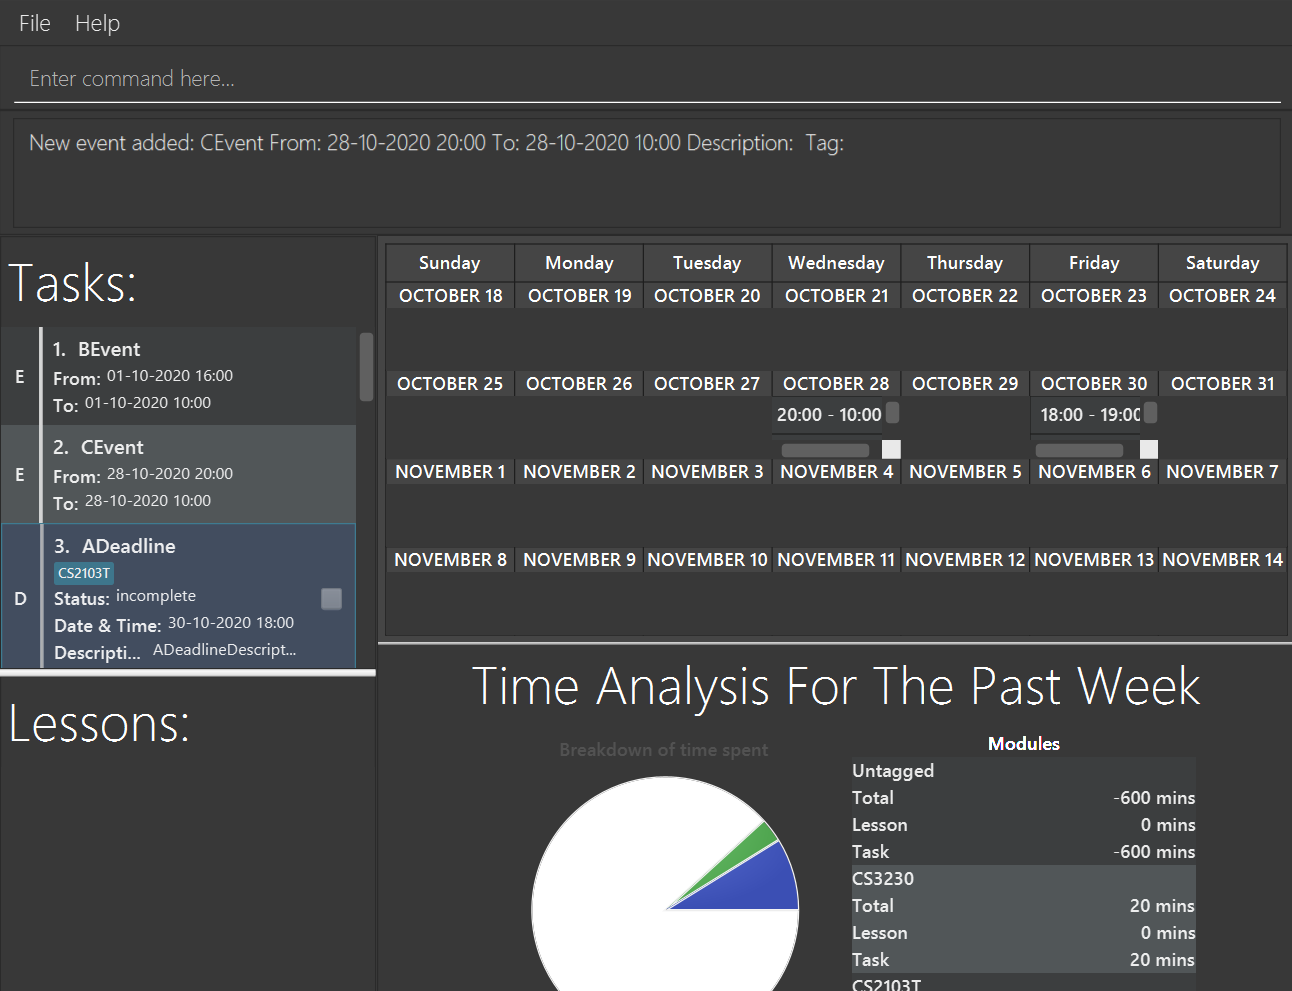 File Help
Enter command here...
New event added: CEvent From: 28-10-2020 20:00 To: 28-10-2020 10:00 Description:  Tag:
Tasks:
E
1. BEvent
From: 01-10-2020 16:00
To: 01-10-2020 10:00
E
2. CEvent
From: 28-10-2020 20:00
To: 28-10-2020 10:00
D
3. ADeadline
CS2103T
Status: incomplete
Date & Time: 30-10-2020 18:00
Descripti... ADeadlineDescript...
Lessons:
Sunday Monday Tuesday Wednesday Thursday Friday Saturday
OCTOBER 18 OCTOBER 19 OCTOBER 20 OCTOBER 21 OCTOBER 22 OCTOBER 23 OCTOBER 24
OCTOBER 25 OCTOBER 26 OCTOBER 27 OCTOBER 28 OCTOBER 29 OCTOBER 30 OCTOBER 31
20:00 - 10:00 18:00 - 19:00
NOVEMBER 1 NOVEMBER 2 NOVEMBER 3 NOVEMBER 4 NOVEMBER 5 NOVEMBER 6 NOVEMBER 7
NOVEMBER 8 NOVEMBER 9 NOVEMBER 10 NOVEMBER 11 NOVEMBER 12 NOVEMBER 13 NOVEMBER 14
Time Analysis For The Past Week
Breakdown of time spent
Modules
Untagged
Total -600 mins
Lesson 0 mins
Task -600 mins
CS3230
Total 20 mins
Lesson 0 mins
Task 20 mins
CS2103T